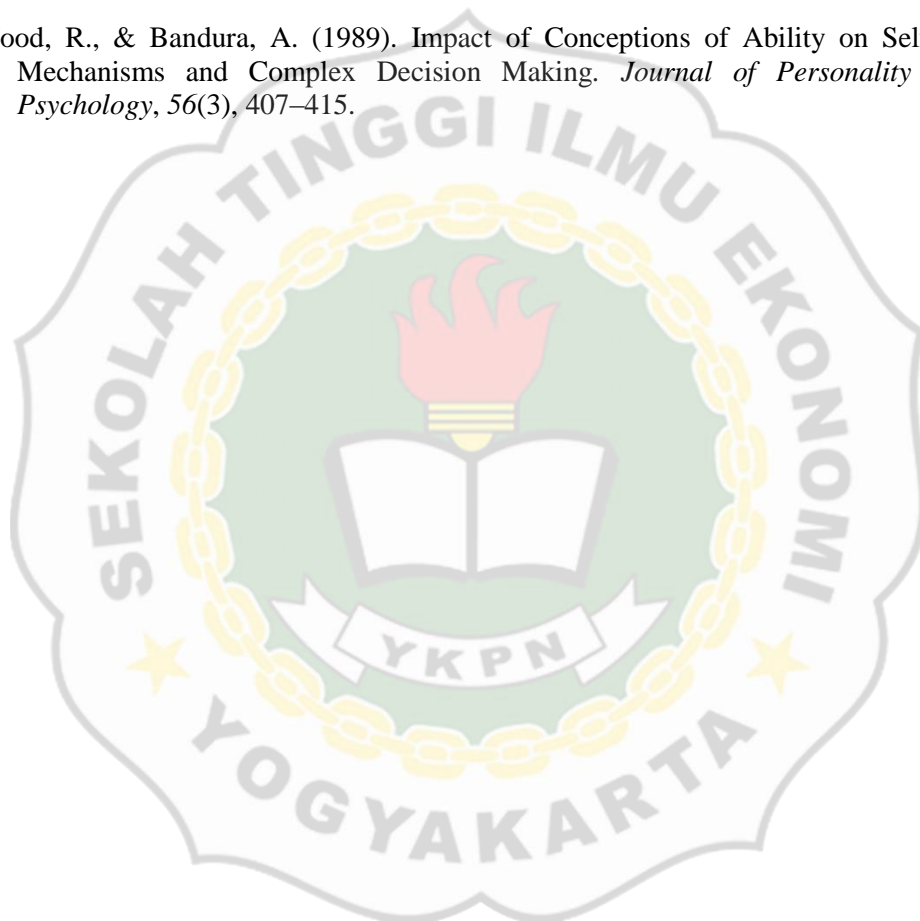 ood, R., & Bandura, A. (1989). Impact of Conceptions of Ability on Sel
Mechanisms and Complex Decision Making. Journal of Personality
Psychology, 56(3), 407–415.
SEKOLAH TINGGI ILMU EKONOMI
YKPN
YOGYAKARTA